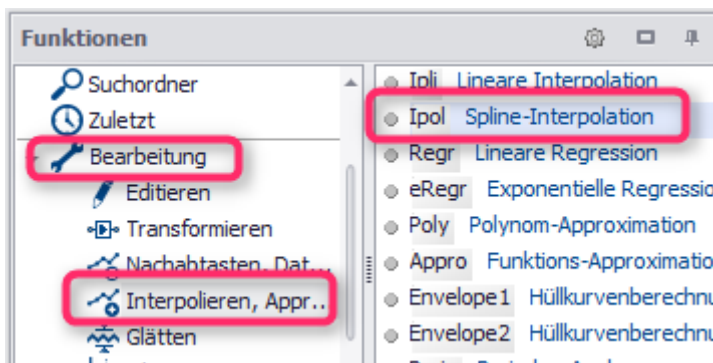 Funktionen
Suchordner
Zuletzt
Bearbeitung
Editieren
Transformieren
Nachabtasten, Dat...
Interpolieren, Appr...
Glätten
Ipli Lineare Interpolation
Ipol Spline-Interpolation
Regr Lineare Regression
eRegr Exponentielle Regressio
Poly Polynom-Approximation
Appro Funktions-Approximatio
Envelope1 Hüllkurvenberechnu
Envelope2 Hüllkurvenberechnu